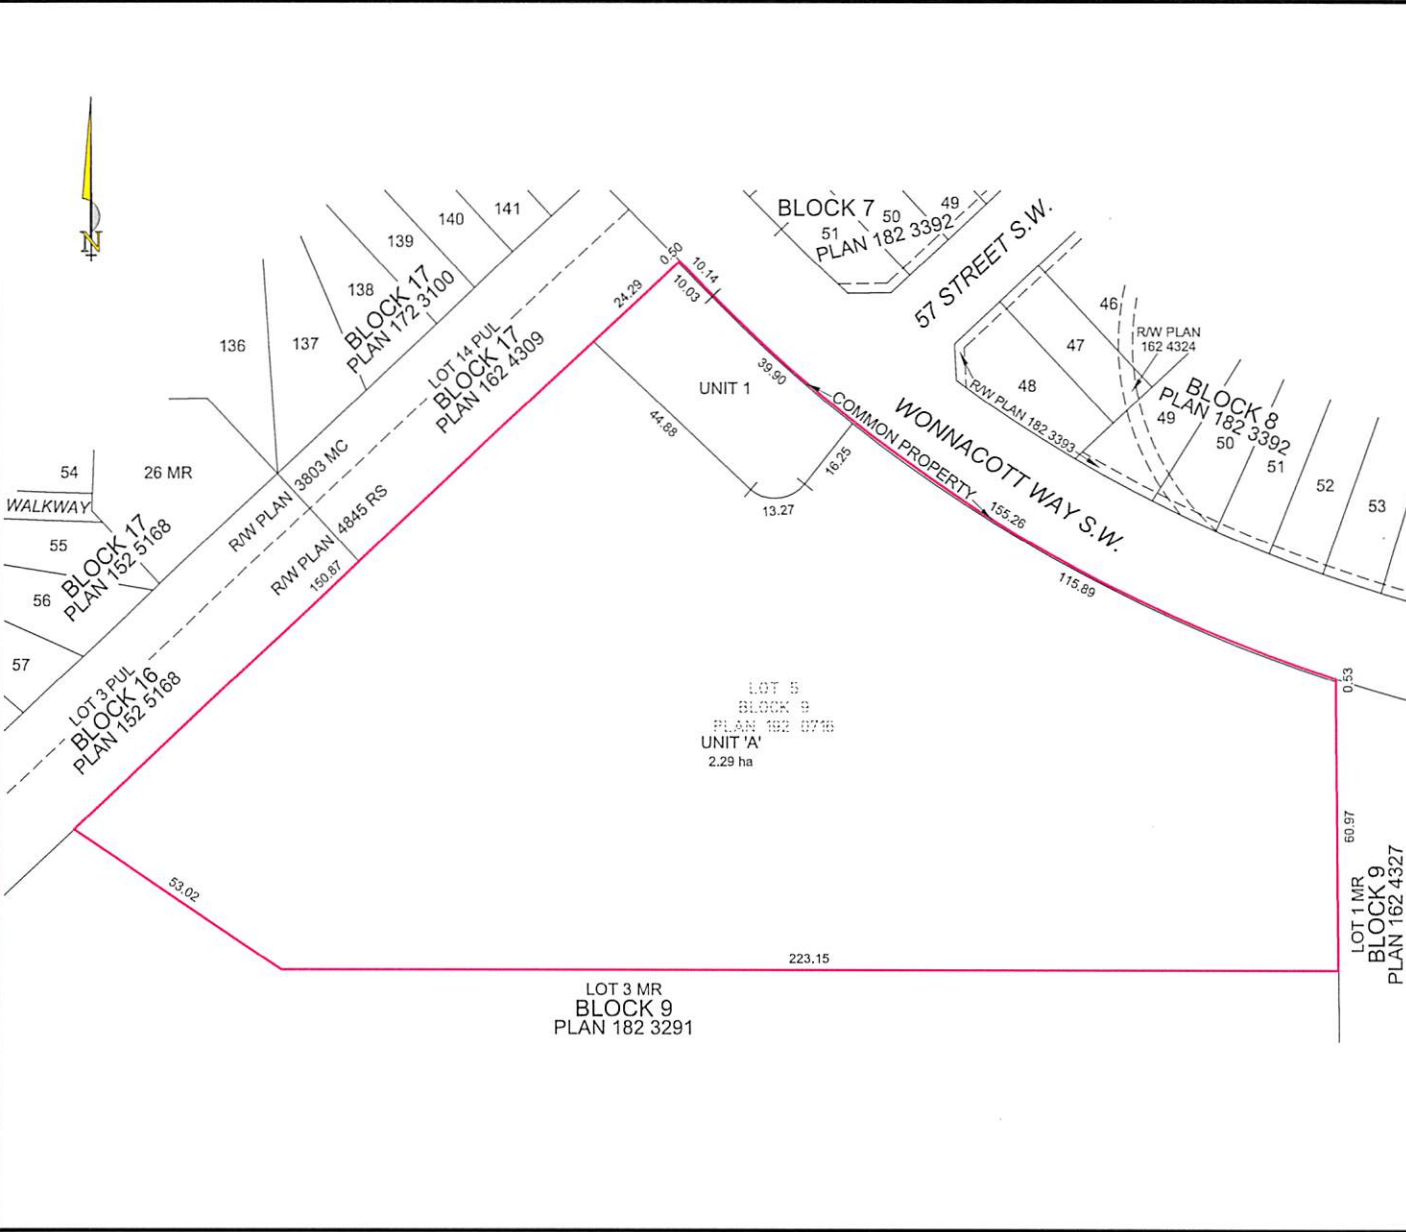 N
136
137
138
139
140
141
BLOCK 17
PLAN 172 3100
LOT 14 PUL
BLOCK 17
PLAN 162 4309
0.50
10.14
10.03
24.29
BLOCK 7
51
50
49
PLAN 182 3392
57 STREET S.W.
46
47
48
R/W PLAN
162 4324
R/W PLAN 182 3393
BLOCK 8
PLAN 182 3392
49
50
51
52
53
UNIT 1
39.90
44.88
16.25
13.27
COMMON PROPERTY
155.26
115.89
WONNACOTT WAY S.W.
54
26 MR
WALKWAY
55
56
57
BLOCK 17
PLAN 152 5168
R/W PLAN 3803 MC
R/W PLAN 4845 RS
150.87
LOT 3 PUL
BLOCK 16
PLAN 152 5168
LOT 5
BLOCK 9
PLAN 192 0716
UNIT 'A'
2.29 ha
0.53
60.97
LOT 1 MR
BLOCK 9
PLAN 162 4327
53.02
223.15
LOT 3 MR
BLOCK 9
PLAN 182 3291